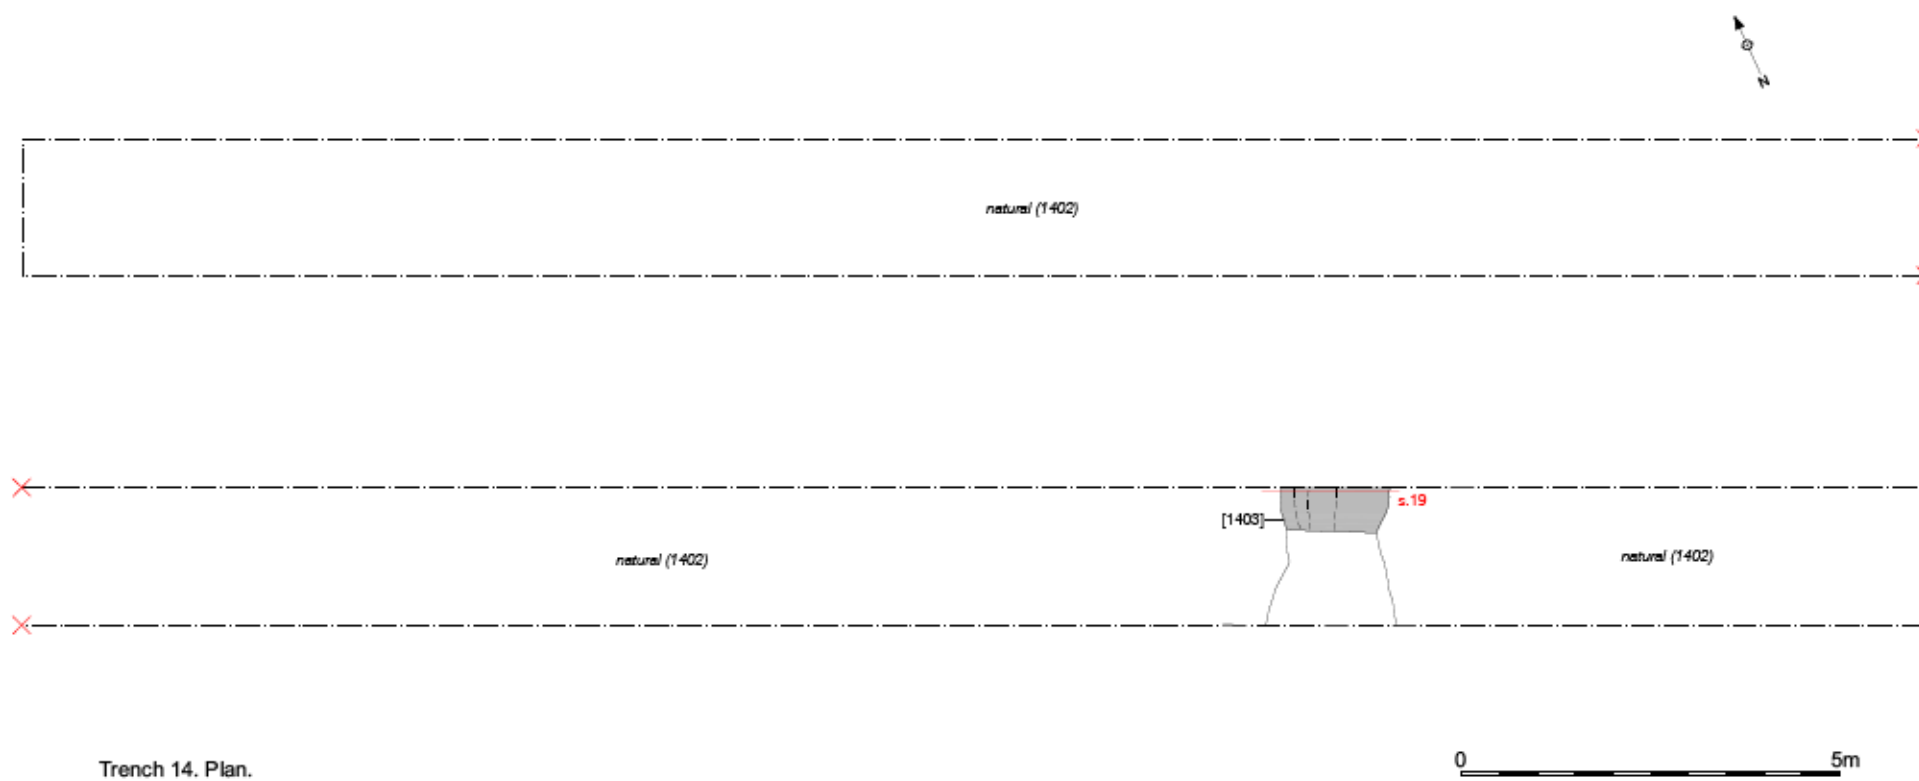 N
natural (1402)
s.19
[1403]
natural (1402)
natural (1402)
Trench 14. Plan.
0 5m